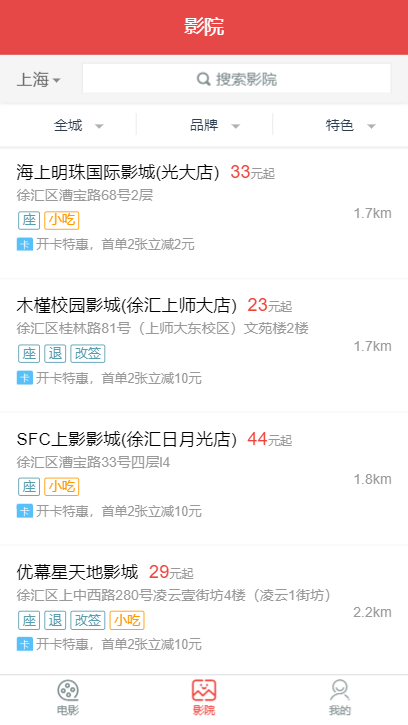 影院
上海
搜索影院
全城 品牌 特色
海上明珠国际影城(光大店) 33元起
徐汇区漕宝路68号2层
座 小吃
1.7km
卡 开卡特惠，首单2张立减2元
木槿校园影城(徐汇上师大店) 23元起
徐汇区桂林路81号（上师大东校区）文苑楼2楼
座 退 改签
1.7km
卡 开卡特惠，首单2张立减10元
SFC上影影城(徐汇日月光店) 44元起
徐汇区漕宝路33号四层l4
座 小吃
1.8km
卡 开卡特惠，首单2张立减10元
优幕星天地影城 29元起
徐汇区上中西路280号凌云壹街坊4楼（凌云1街坊）
座 退 改签 小吃
2.2km
卡 开卡特惠，首单2张立减10元
电影 影院 我的